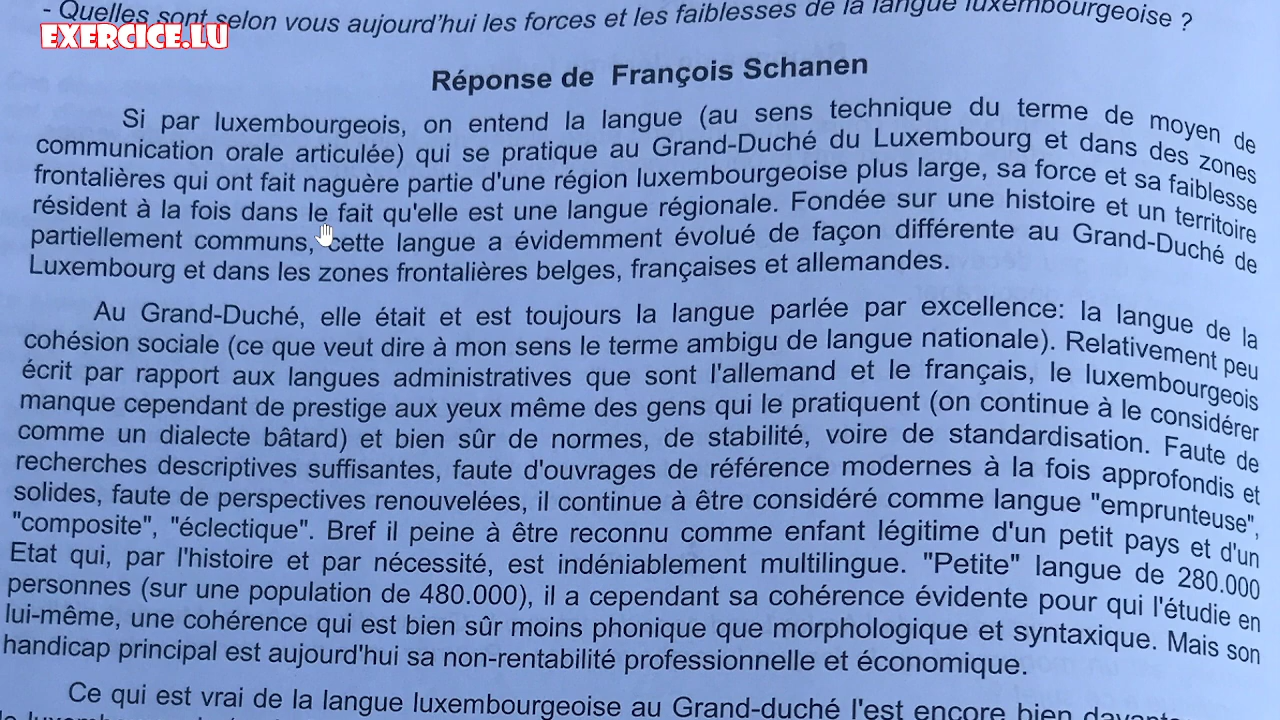 - Quelles sont selon vous aujourd'hui les forces et les faiblesses de la langue luxembourgeoise ?
EXERCICE.LU
Réponse de François Schanen
Si par luxembourgeois, on entend la langue (au sens technique du terme de moyen de
communication orale articulée) qui se pratique au Grand-Duché du Luxembourg et dans des zones
frontalières qui ont fait naguère partie d'une région luxembourgeoise plus large, sa force et sa faiblesse
résident à la fois dans le fait qu'elle est une langue régionale. Fondée sur une histoire et un territoire
partiellement communs, cette langue a évidemment évolué de façon différente au Grand-Duché de
Luxembourg et dans les zones frontalières belges, françaises et allemandes.
Au Grand-Duché, elle était et est toujours la langue parlée par excellence: la langue de la
cohésion sociale (ce que veut dire à mon sens le terme ambigu de langue nationale). Relativement peu
écrit par rapport aux langues administratives que sont l'allemand et le français, le luxembourgeois
manque cependant de prestige aux yeux même des gens qui le pratiquent (on continue à le considérer
comme un dialecte bâtard) et bien sûr de normes, de stabilité, voire de standardisation. Faute de
recherches descriptives suffisantes, faute d'ouvrages de référence modernes à la fois approfondis et
solides, faute de perspectives renouvelées, il continue à être considéré comme langue "emprunteuse",
"composite", "éclectique". Bref il peine à être reconnu comme enfant légitime d'un petit pays et d'un
Etat qui, par l'histoire et par nécessité, est indéniablement multilingue. "Petite" langue de 280.000
personnes (sur une population de 480.000), il a cependant sa cohérence évidente pour qui l'étudie en
lui-même, une cohérence qui est bien sûr moins phonique que morphologique et syntaxique. Mais son
handicap principal est aujourd'hui sa non-rentabilité professionnelle et économique.
Ce qui est vrai de la langue luxembourgeoise au Grand-duché l'est encore bien